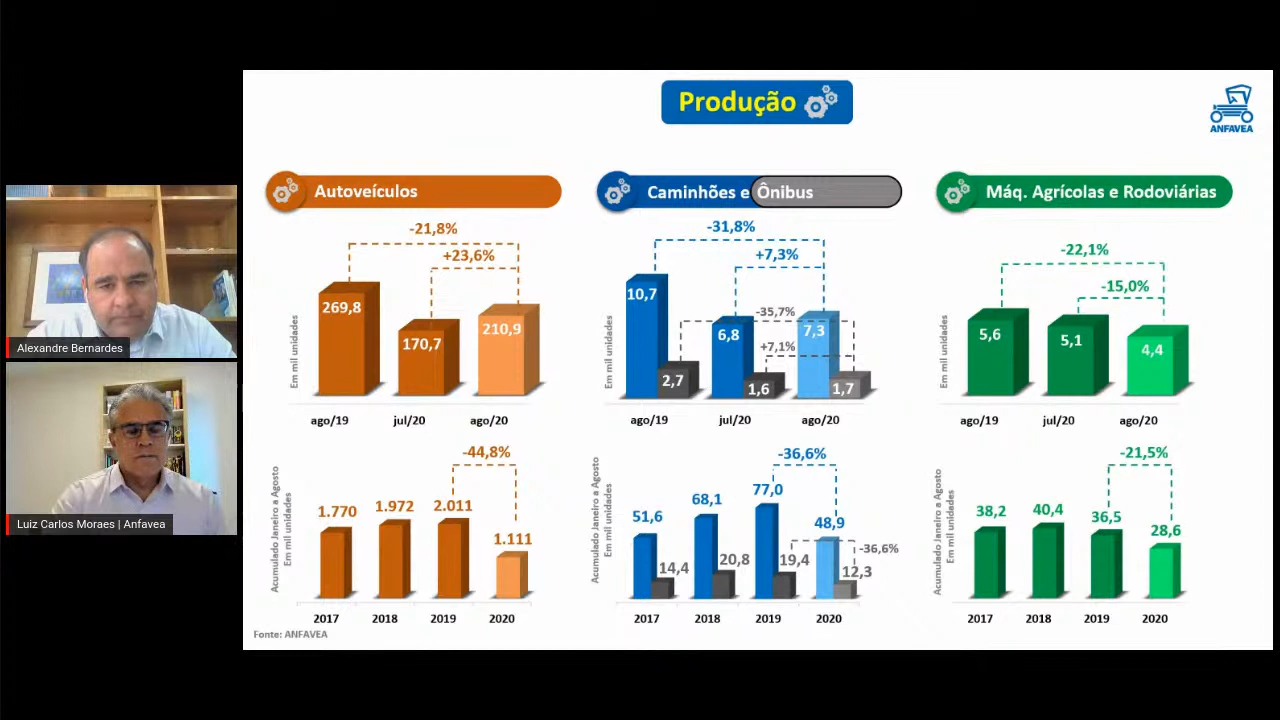 Produção
ANFAVEA
Autoveículos
-21,8%
+23,6%
269,8
170,7
210,9
Em mil unidades
ago/19 jul/20 ago/20
-44,8%
1.770
1.972
2.011
1.111
Acumulado Janeiro a Agosto
Em mil unidades
2017 2018 2019 2020
Caminhões e Ônibus
-31,8%
+7,3%
10,7
-35,7%
6,8
7,3
+7,1%
2,7
1,6
1,7
Em mil unidades
ago/19 jul/20 ago/20
-36,6%
51,6
68,1
77,0
48,9
-36,6%
14,4
20,8
19,4
12,3
Acumulado Janeiro a Agosto
Em mil unidades
2017 2018 2019 2020
Máq. Agrícolas e Rodoviárias
-22,1%
-15,0%
5,6
5,1
4,4
Em mil unidades
ago/19 jul/20 ago/20
-21,5%
38,2
40,4
36,5
28,6
Acumulado Janeiro a Agosto
Em mil unidades
2017 2018 2019 2020
Fonte: ANFAVEA
Alexandre Bernardes
Luiz Carlos Moraes | Anfavea